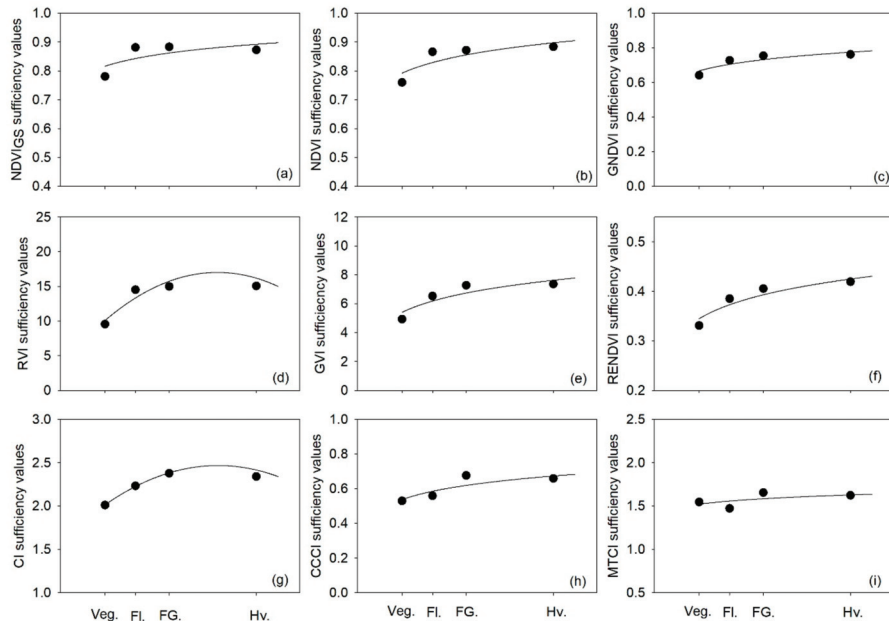 NDVIGS sufficiency values
1.0
0.9
0.8
0.7
0.6
0.5
0.4
(a)
NDVI sufficiency values
1.0
0.9
0.8
0.7
0.6
0.5
0.4
(b)
GNDVI sufficiency values
1.0
0.8
0.6
0.4
0.2
0.0
(c)
RVI sufficiency values
25
20
15
10
5
0
(d)
GVI sufficiecncy values
12
10
8
6
4
2
0
(e)
RENDVI sufficiency values
0.5
0.4
0.3
0.2
(f)
CI sufficiency values
3.0
2.5
2.0
1.5
1.0
(g)
Veg. Fl. FG. Hv.
CCCI sufficiency values
1.0
0.8
0.6
0.4
0.2
0.0
(h)
Veg. Fl. FG. Hv.
MTCI sufficiency values
2.5
2.0
1.5
1.0
0.5
(i)
Veg. Fl. FG. Hv.